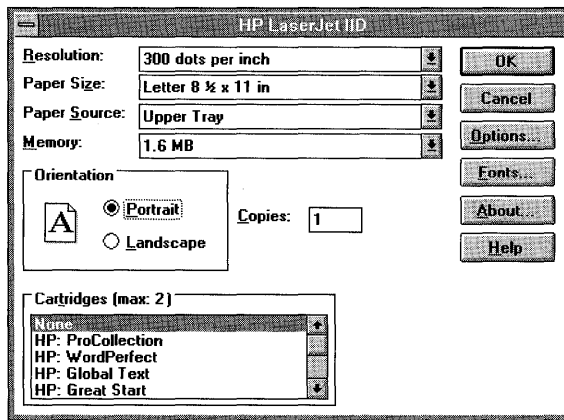 HP LaserJet IID
Resolution: 300 dots per inch
Paper Size: Letter 8 ½ x 11 in
Paper Source: Upper Tray
Memory: 1.6 MB
OK
Cancel
Options...
Fonts...
About...
Help
Orientation
A
Portrait
Landscape
Copies: 1
Cartridges (max: 2)
None
HP: ProCollection
HP: WordPerfect
HP: Global Text
HP: Great Start